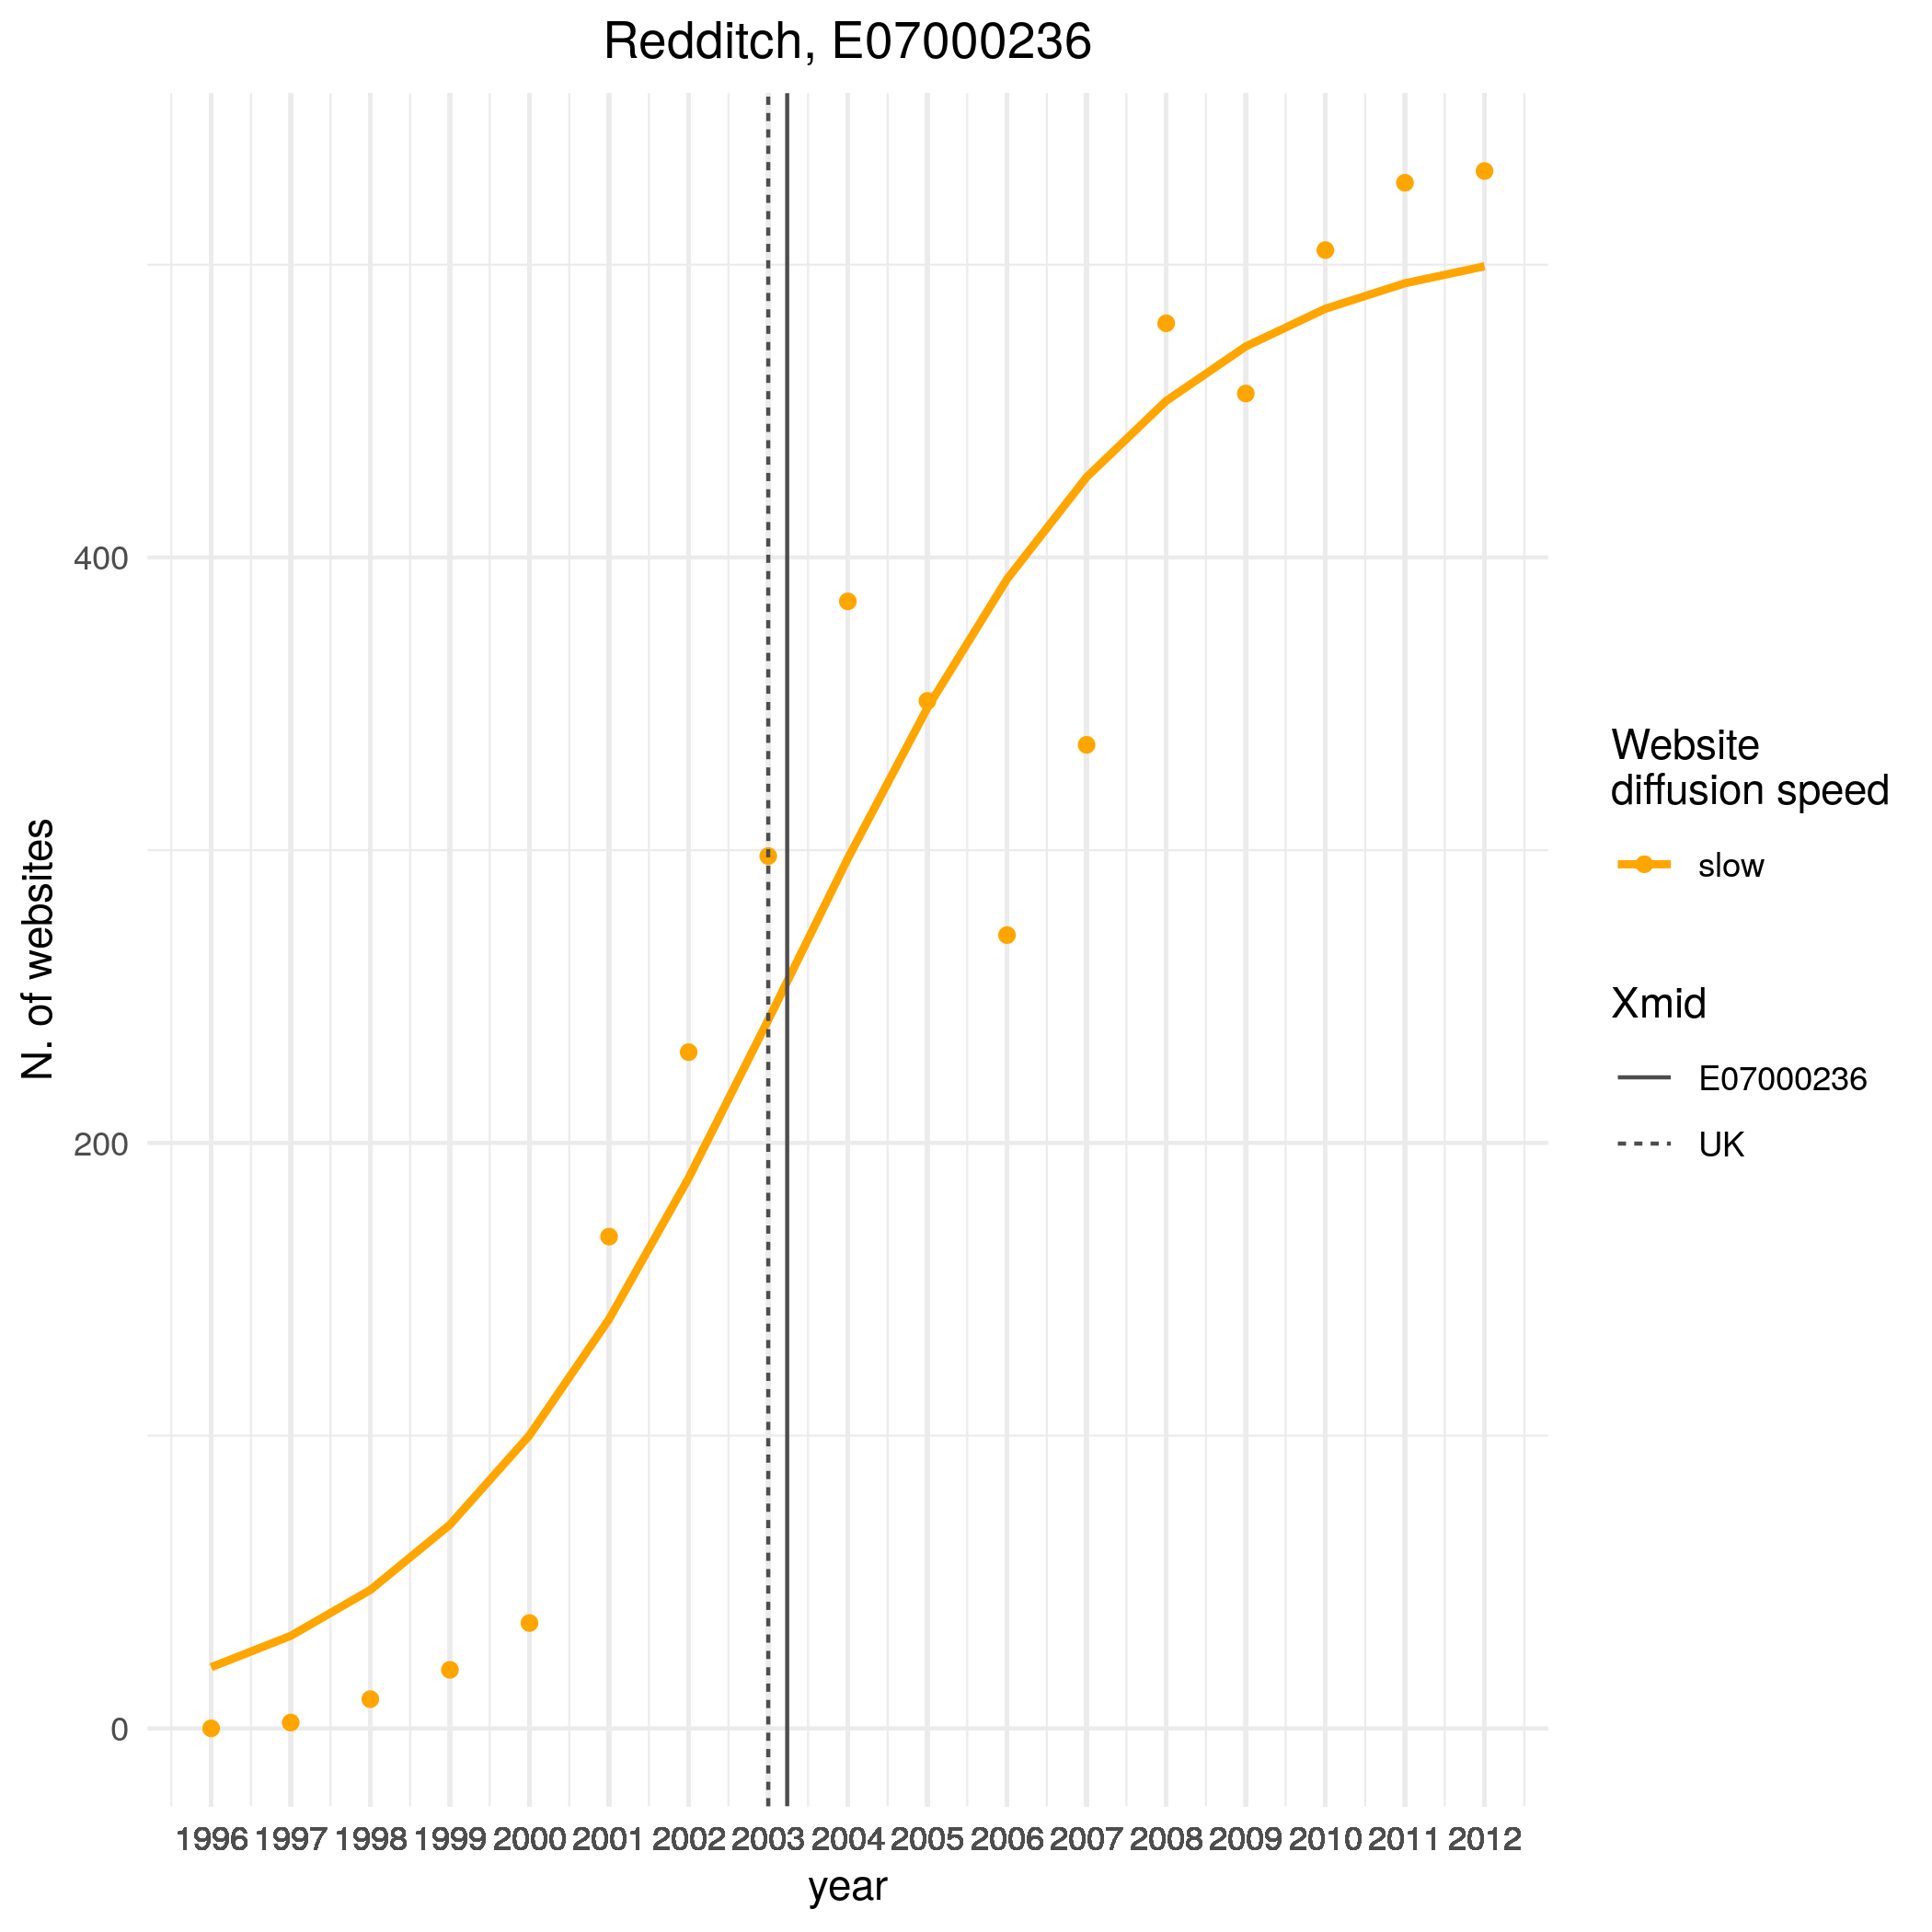 Redditch, E07000236
N. of websites
400
200
0
1996 1997 1998 1999 2000 2001 2002 2003 2004 2005 2006 2007 2008 2009 2010 2011 2012
year
Website
diffusion speed
slow
Xmid
E07000236
UK